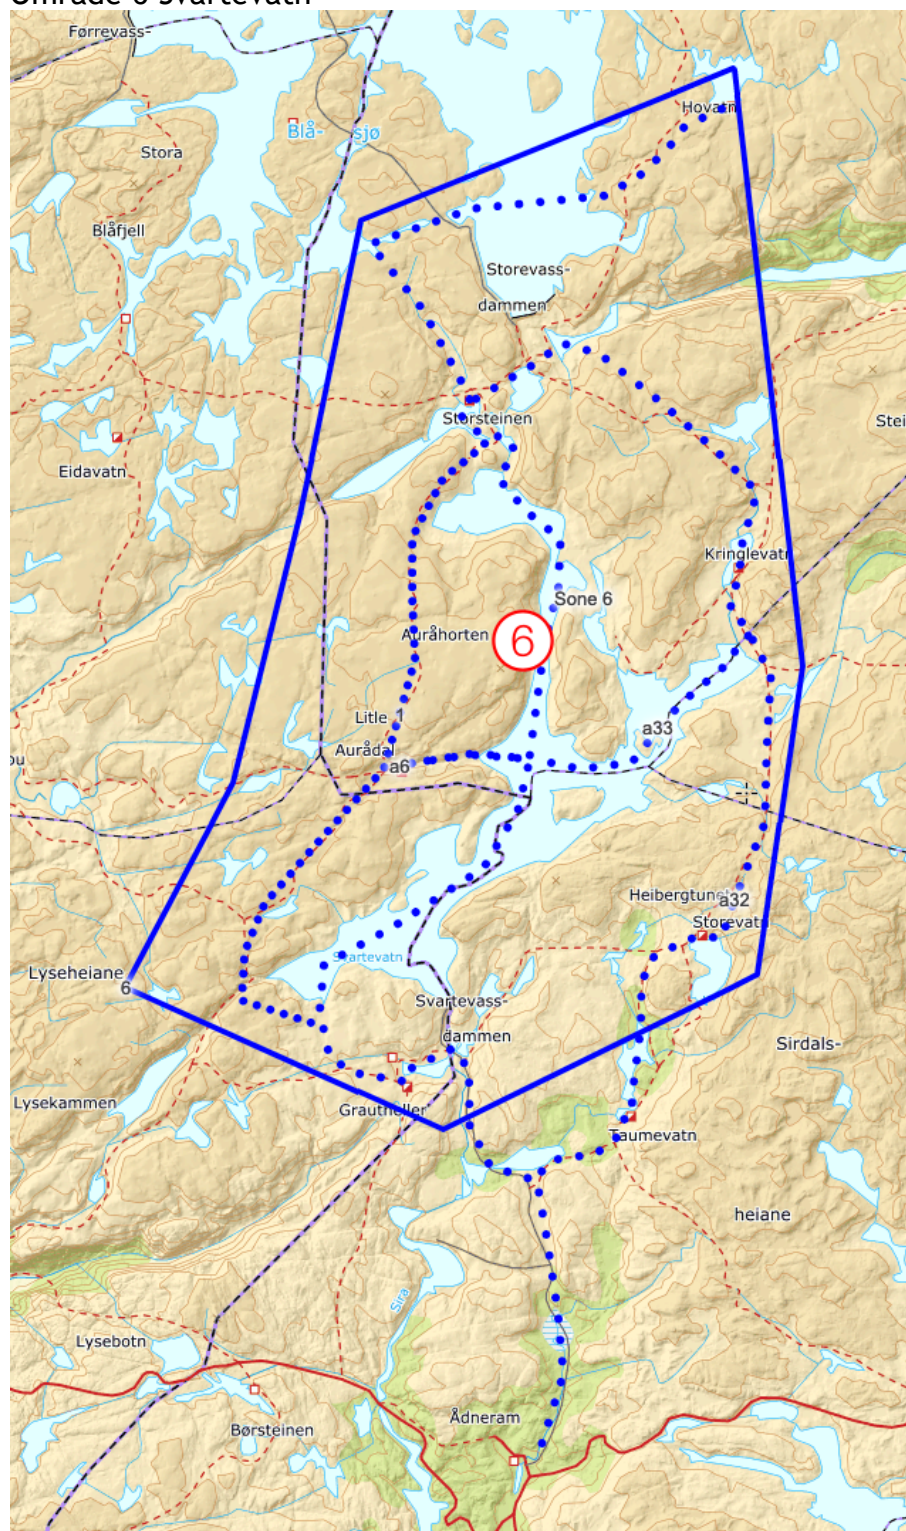 Område 6 Svartevatn
Førrevass-
Hovatn
Blå-
sjø
Stora
Blåfjell
Storevass-
dammen
Storsteinen
Stei
Eidavatn
Kringlevatn
Sone 6
6
Auråhorten
Litle
1
a33
Aurådal
ou
a6
Heibergtunet
a32
Storevatn
Svartevatn
Lyseheiane
6
Svartevass-
dammen
Sirdals-
Lysekammen
Grautheller
Taumevatn
heiane
Sira
Lysebotn
Ådneram
Børsteinen